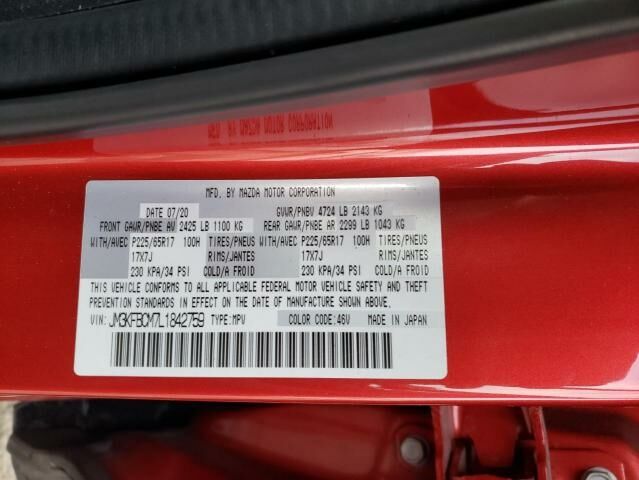 MFD. BY MAZDA MOTOR CORPORATION
DATE 07/20 GVWR/PNBV 4724 LB 2143 KG
FRONT GAWR/PNBE AV 2425 LB 1100 KG REAR GAWR/PNBE AR 2299 LB 1043 KG
WITH/AVEC P225/65R17 100H TIRES/PNEUS WITH/AVEC P225/65R17 100H TIRES/PNEUS
17X7J RIMS/JANTES 17X7J RIMS/JANTES
230 KPA/34 PSI COLD/A FROID 230 KPA/34 PSI COLD/A FROID
THIS VEHICLE CONFORMS TO ALL APPLICABLE FEDERAL MOTOR VEHICLE SAFETY AND THEFT
PREVENTION STANDARDS IN EFFECT ON THE DATE OF MANUFACTURE SHOWN ABOVE.
VIN: JM3KFBCM7L1842759 TYPE: MPV COLOR CODE: 46V MADE IN JAPAN